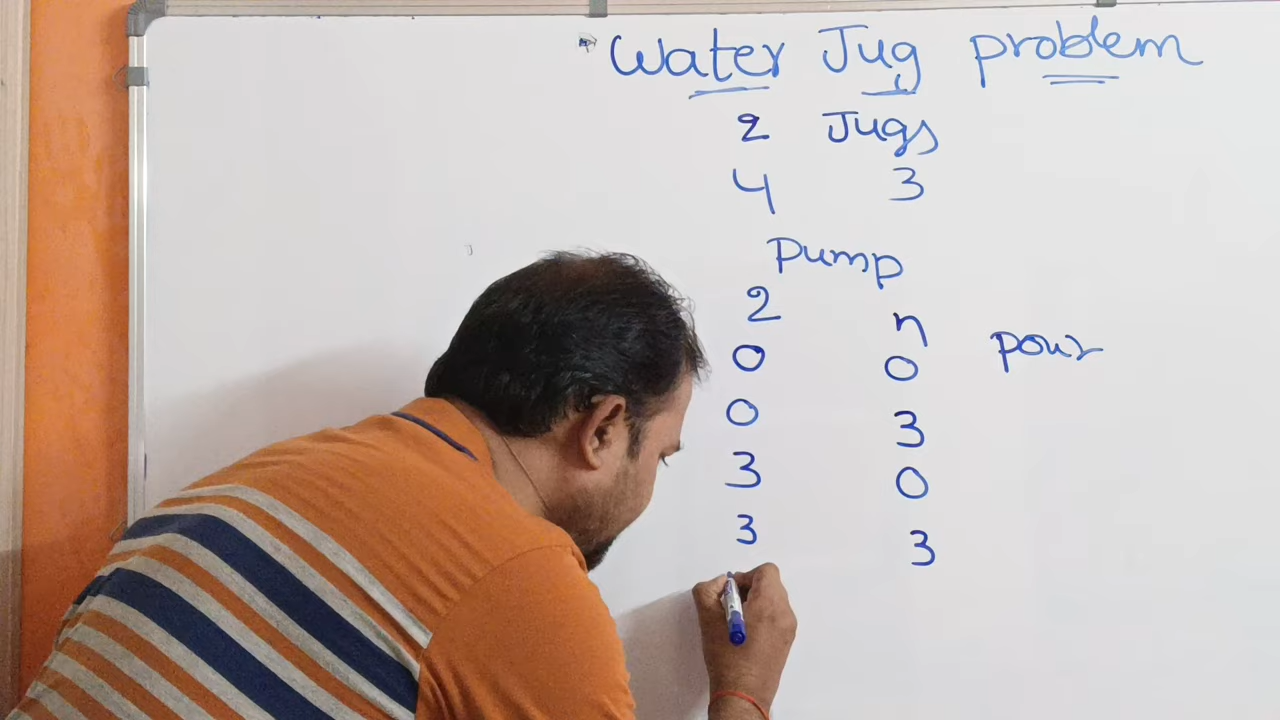 Water Jug problem
2 Jugs
4 3
Pump
2 n
pour
0 0
0 3
3 0
3 3